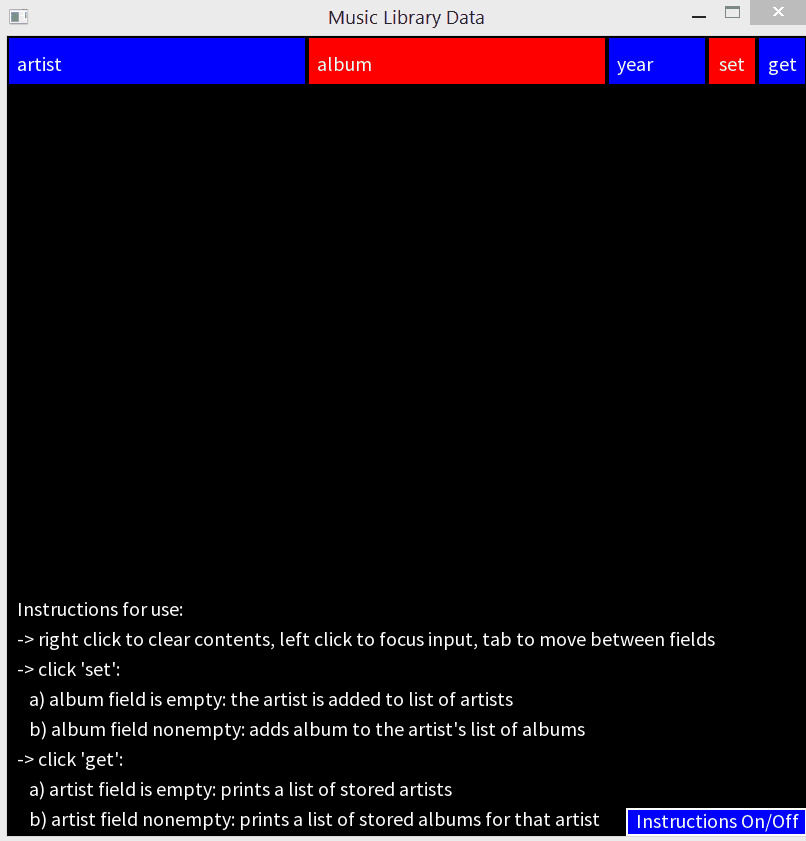 Music Library Data
artist album year set get
Instructions for use:
-> right click to clear contents, left click to focus input, tab to move between fields
-> click 'set':
a) album field is empty: the artist is added to list of artists
b) album field nonempty: adds album to the artist's list of albums
-> click 'get':
a) artist field is empty: prints a list of stored artists
b) artist field nonempty: prints a list of stored albums for that artist
Instructions On/Off